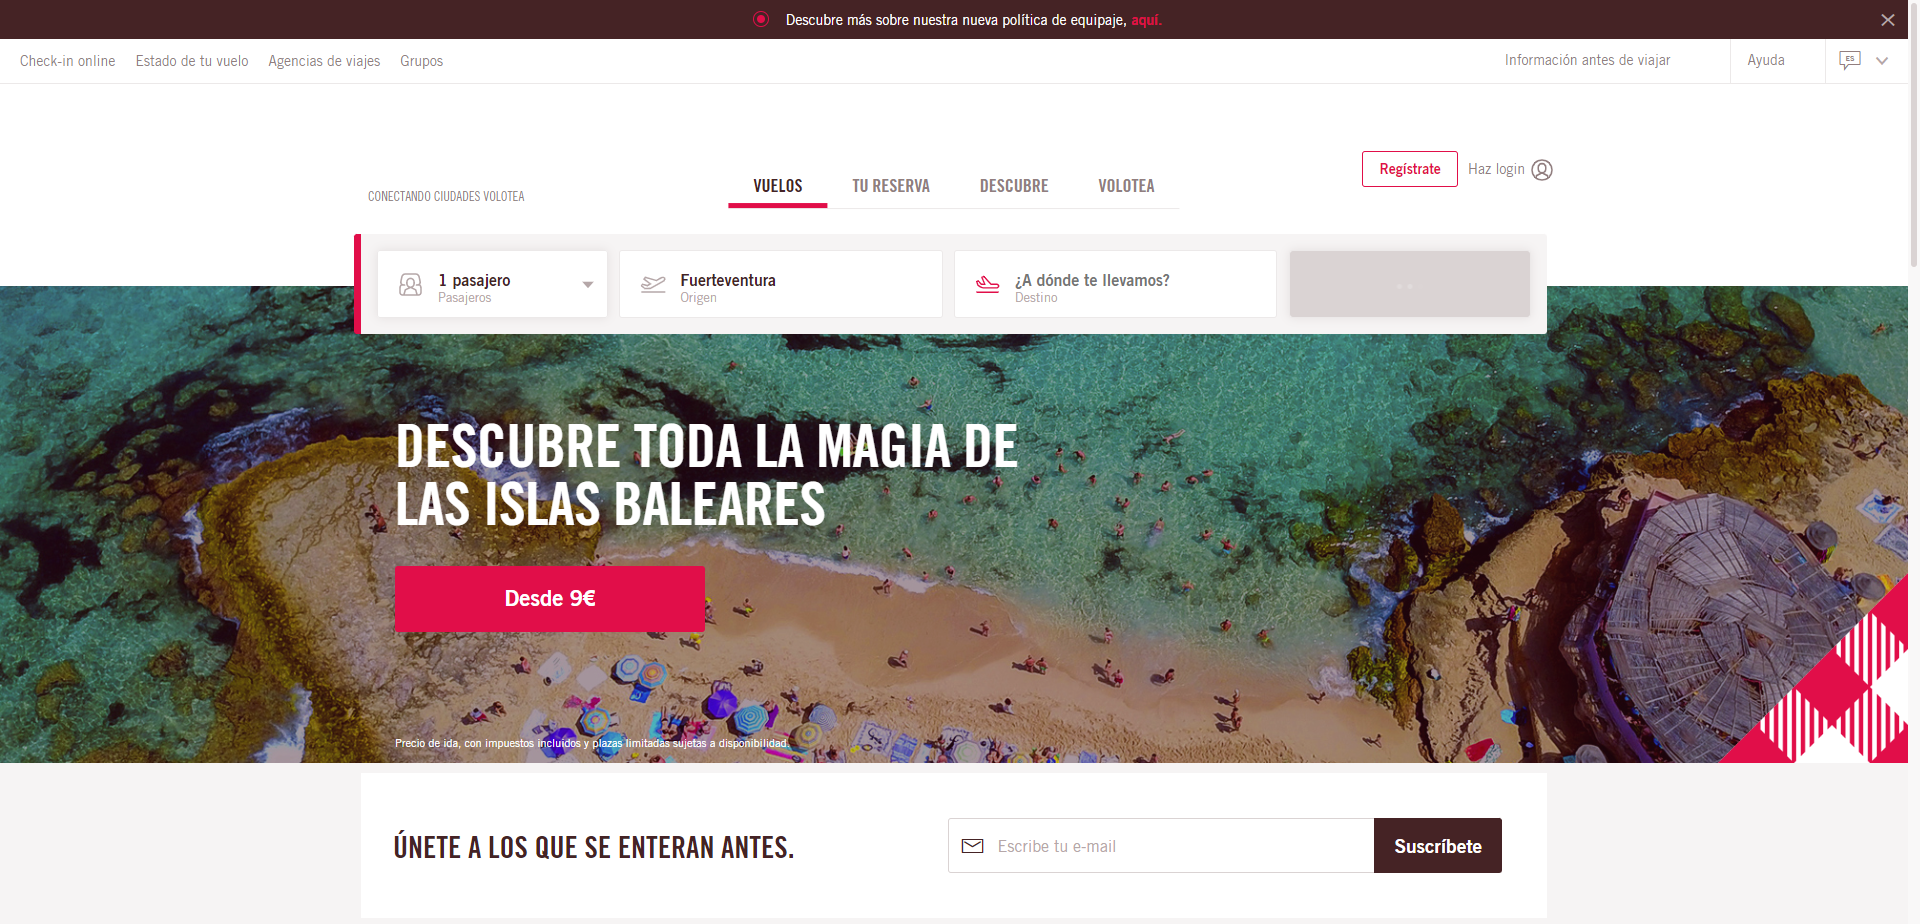 Descubre más sobre nuestra nueva política de equipaje, aquí.
Check-in online
Estado de tu vuelo
Agencias de viajes
Grupos
Información antes de viajar
Ayuda
ES
CONECTANDO CIUDADES VOLOTEA
VUELOS
TU RESERVA
DESCUBRE
VOLOTEA
Regístrate
Haz login
1 pasajero
Pasajeros
Fuerteventura
Origen
¿A dónde te llevamos?
Destino
DESCUBRE TODA LA MAGIA DE
LAS ISLAS BALEARES
Desde 9€
Precio de ida, con impuestos incluidos y plazas limitadas sujetas a disponibilidad.
ÚNETE A LOS QUE SE ENTERAN ANTES.
Escribe tu e-mail
Suscríbete